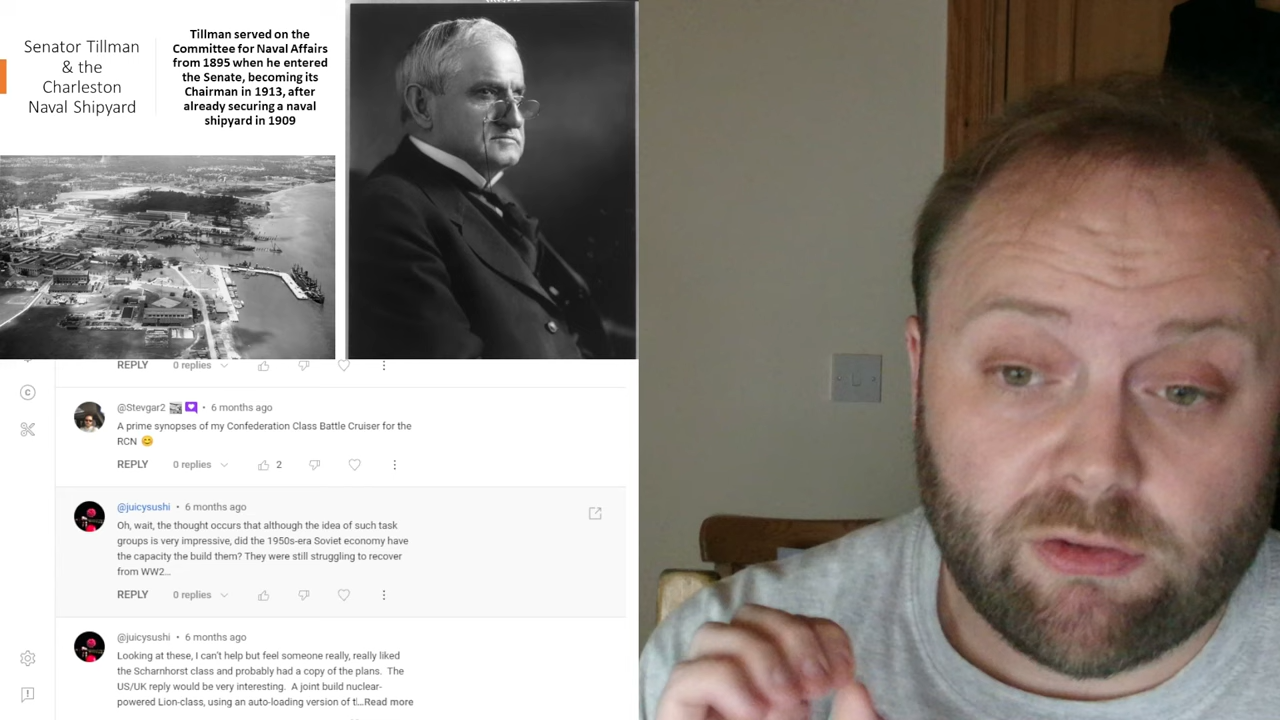 Senator Tillman
& the
Charleston
Naval Shipyard
Tillman served on the
Committee for Naval Affairs
from 1895 when he entered
the Senate, becoming its
Chairman in 1913, after
already securing a naval
shipyard in 1909
REPLY 0 replies
@Stevgar2 • 6 months ago
A prime synopses of my Confederation Class Battle Cruiser for the
RCN 😊
REPLY 0 replies 2
@juicysushi • 6 months ago
Oh, wait, the thought occurs that although the idea of such task
groups is very impressive, did the 1950s-era Soviet economy have
the capacity the build them? They were still struggling to recover
from WW2...
REPLY 0 replies
@juicysushi • 6 months ago
Looking at these, I can't help but feel someone really, really liked
the Scharnhorst class and probably had a copy of the plans. The
US/UK reply would be very interesting. A joint build nuclear-
powered Lion-class, using an auto-loading version of t...Read more